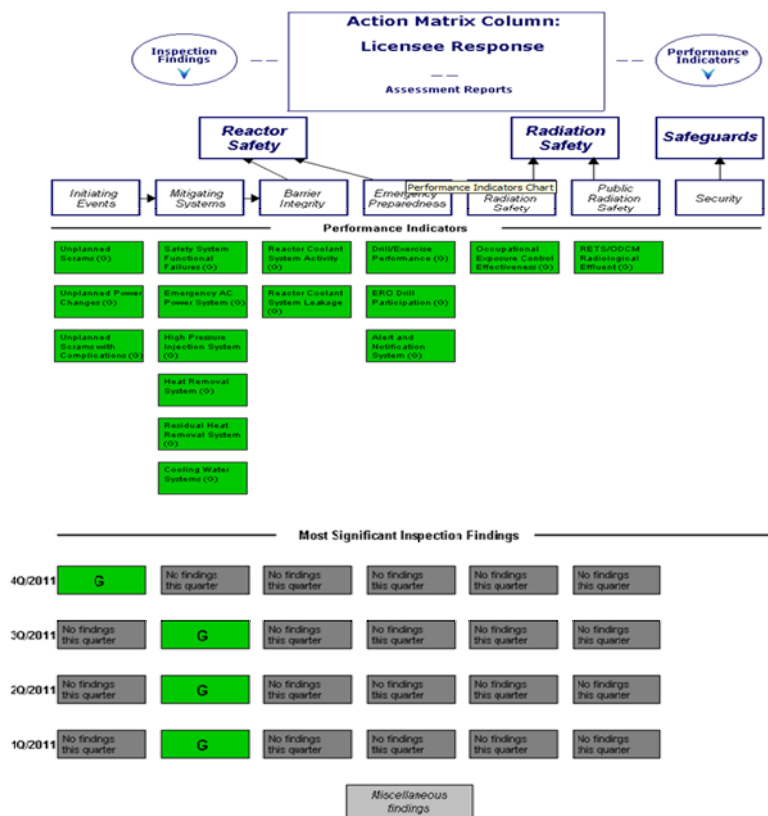 Action Matrix Column:
Licensee Response
— —
Assessment Reports
Inspection
Findings
— —
— —
Performance
Indicators
Reactor
Safety
Radiation
Safety
Safeguards
Initiating
Events
Mitigating
Systems
Barrier
Integrity
Emergency
Preparedness
Performance Indicators Chart
Radiation
Safety
Public
Radiation
Safety
Security
Performance Indicators
Unplanned
Scrams (G)
Safety System
Functional
Failures (G)
Reactor Coolant
System Activity (G)
Drill/Exercise
Performance (G)
Occupational
Exposure Control
Effectiveness (G)
RETS/ODCM
Radiological
Effluent (G)
Unplanned Power
Changes (G)
Emergency AC
Power System (G)
Reactor Coolant
System Leakage (G)
ERO Drill
Participation (G)
Unplanned
Scrams with
Complications (G)
High Pressure
Injection System
(G)
Alert and
Notification
System (G)
Heat Removal
System (G)
Residual Heat
Removal System
(G)
Cooling Water
Systems (G)
Most Significant Inspection Findings
4Q/2011
G
No findings
this quarter
No findings
this quarter
No findings
this quarter
No findings
this quarter
No findings
this quarter
3Q/2011
No findings
this quarter
G
No findings
this quarter
No findings
this quarter
No findings
this quarter
No findings
this quarter
2Q/2011
No findings
this quarter
G
No findings
this quarter
No findings
this quarter
No findings
this quarter
No findings
this quarter
1Q/2011
No findings
this quarter
G
No findings
this quarter
No findings
this quarter
No findings
this quarter
No findings
this quarter
Miscellaneous
findings